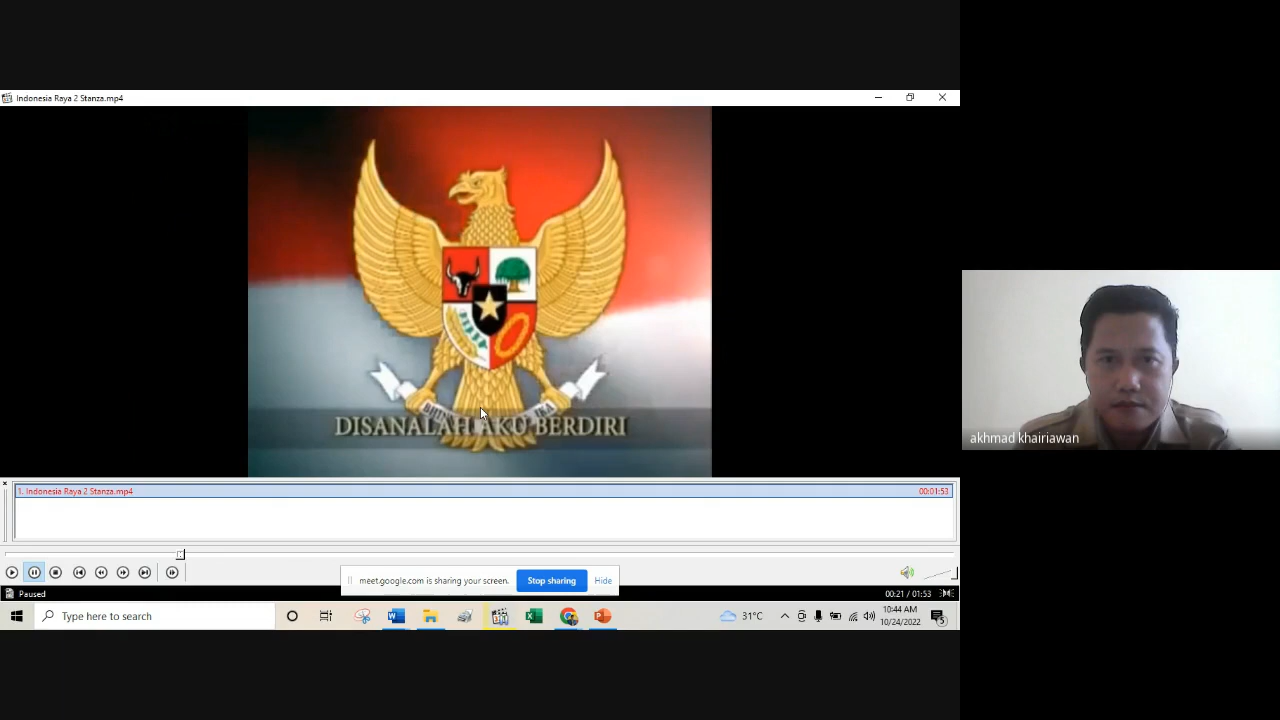 Indonesia Raya 2 Stanza.mp4
DISANALAH AKU BERDIRI
akhmad khairiawan
1. Indonesia Raya 2 Stanza.mp4 00:01:53
meet.google.com is sharing your screen. Stop sharing Hide
Paused 00:21 / 01:53
Type here to search
31°C
10:44 AM
10/24/2022
5